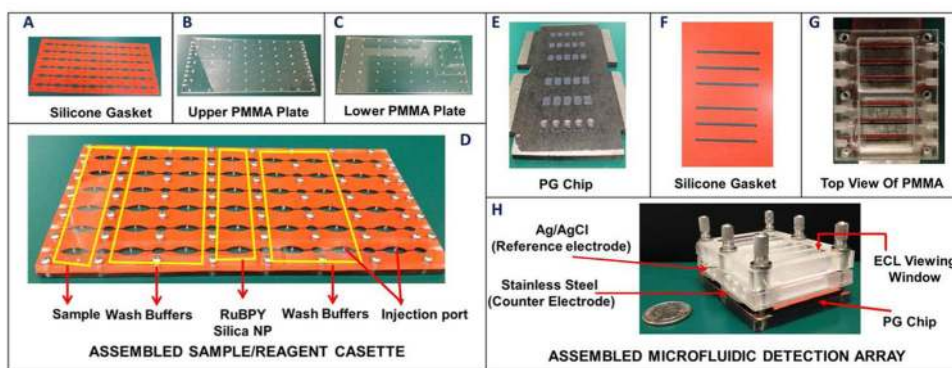 A
Silicone Gasket
B
Upper PMMA Plate
C
Lower PMMA Plate
D
Sample
Wash Buffers
RuBPY
Silica NP
Wash Buffers
Injection port
ASSEMBLED SAMPLE/REAGENT CASETTE
E
PG Chip
F
Silicone Gasket
G
Top View Of PMMA
H
Ag/AgCl
(Reference electrode)
Stainless Steel
(Counter Electrode)
ECL Viewing
Window
PG Chip
ASSEMBLED MICROFLUIDIC DETECTION ARRAY